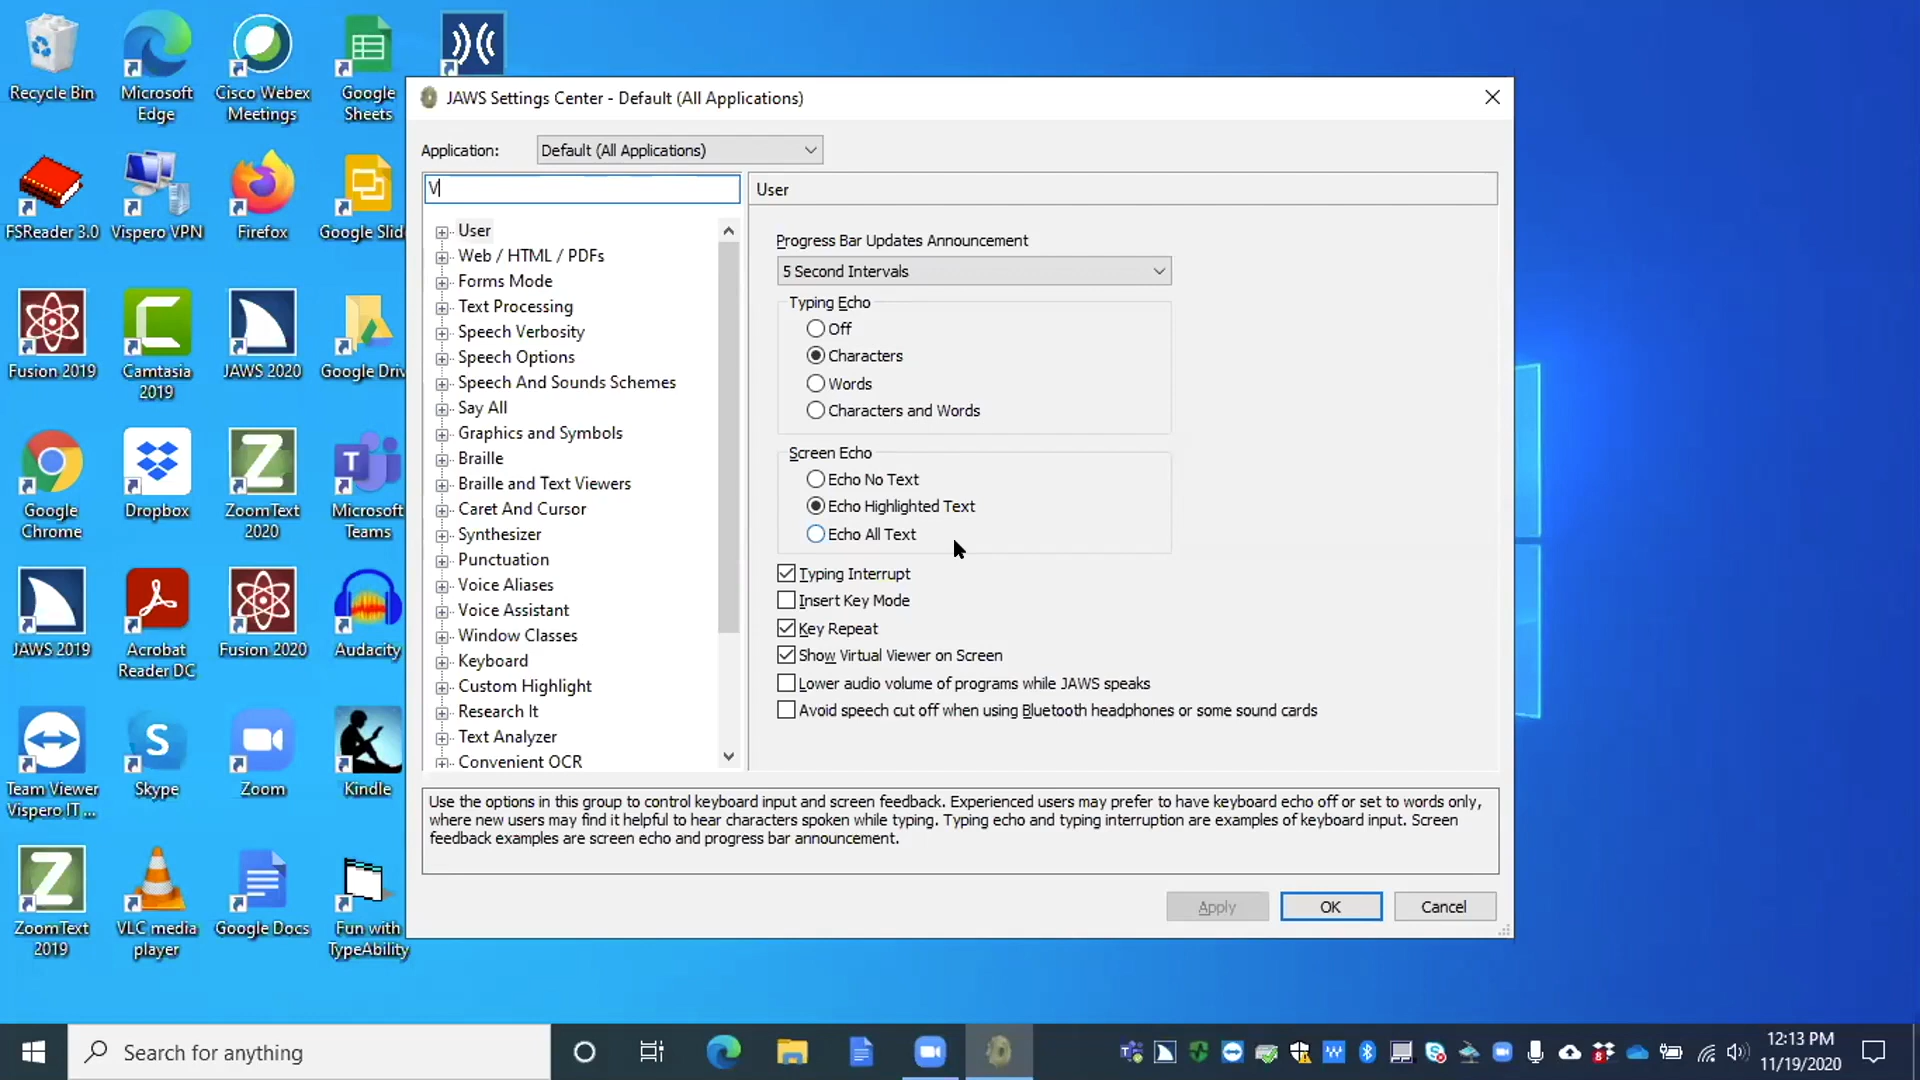 Recycle Bin
Microsoft
Edge
Cisco Webex
Meetings
Google
Sheets
FSReader 3.0
Vispero VPN
Firefox
Google Slid
Fusion 2019
Camtasia
2019
JAWS 2020
Google Driv
Google
Chrome
Dropbox
ZoomText
2020
Microsoft
Teams
JAWS 2019
Acrobat
Reader DC
Fusion 2020
Audacity
Team Viewer
Vispero IT ...
Skype
Zoom
Kindle
ZoomText
2019
VLC media
player
Google Docs
Fun with
TypeAbility
JAWS Settings Center - Default (All Applications)
Application:
Default (All Applications)
V
User
Web / HTML / PDFs
Forms Mode
Text Processing
Speech Verbosity
Speech Options
Speech And Sounds Schemes
Say All
Graphics and Symbols
Braille
Braille and Text Viewers
Caret And Cursor
Synthesizer
Punctuation
Voice Aliases
Voice Assistant
Window Classes
Keyboard
Custom Highlight
Research It
Text Analyzer
Convenient OCR
User
Progress Bar Updates Announcement
5 Second Intervals
Typing Echo
Off
Characters
Words
Characters and Words
Screen Echo
Echo No Text
Echo Highlighted Text
Echo All Text
Typing Interrupt
Insert Key Mode
Key Repeat
Show Virtual Viewer on Screen
Lower audio volume of programs while JAWS speaks
Avoid speech cut off when using Bluetooth headphones or some sound cards
Use the options in this group to control keyboard input and screen feedback. Experienced users may prefer to have keyboard echo off or set to words only,
where new users may find it helpful to hear characters spoken while typing. Typing echo and typing interruption are examples of keyboard input. Screen
feedback examples are screen echo and progress bar announcement.
Apply
OK
Cancel
Search for anything
12:13 PM
11/19/2020